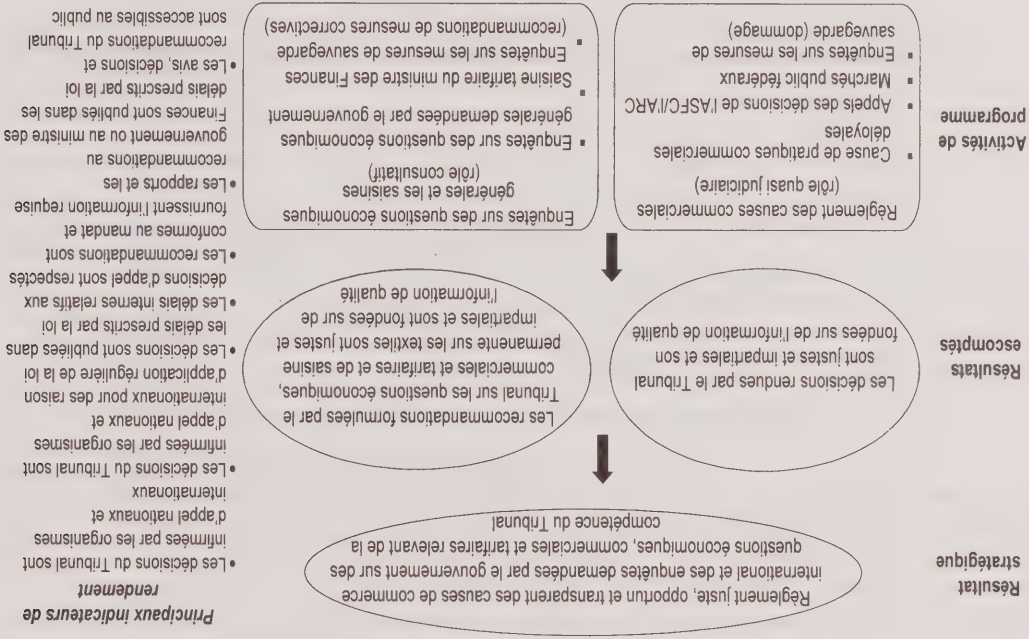 Résultat
stratégique
Règlement juste, opportun et transparent des causes de commerce
international et des enquêtes demandées par le gouvernement sur des
questions économiques, commerciales et tarifaires relevant de la
compétence du Tribunal
Résultats
escomptés
Les décisions rendues par le Tribunal
sont justes et impartiales et son
fondées sur de l'information de qualité
Les recommandations formulées par le
Tribunal sur les questions économiques,
commerciales et tarifaires et de saisine
permanente sur les textiles sont justes et
impartiales et sont fondées sur de
l'information de qualité
Activités de
programme
Règlement des causes commerciales
(rôle quasi judiciaire)
▪ Cause de pratiques commerciales
déloyales
▪ Appels des décisions de l'ASFC/l'ARC
▪ Marchés public fédéraux
▪ Enquêtes sur les mesures de
sauvegarde (dommage)
Enquêtes sur des questions économiques
générales et les saisines
(rôle consultatif)
▪ Enquêtes sur des questions économiques
générales demandées par le gouvernement
▪ Saisine tarifaire du ministre des Finances
▪ Enquêtes sur les mesures de sauvegarde
(recommandations de mesures correctives)
Principaux indicateurs de
rendement
• Les décisions du Tribunal sont
infirmées par les organismes
d'appel nationaux et
internationaux
• Les décisions du Tribunal sont
infirmées par les organismes
d'appel nationaux et
internationaux pour des raison
d'application régulière de la loi
• Les décisions sont publiées dans
les délais prescrits par la loi
• Les délais internes relatifs aux
décisions d'appel sont respectés
• Les recommandations sont
conformes au mandat et
fournissent l'information requise
• Les rapports et les
recommandations au
gouvernement ou au ministre des
Finances sont publiés dans les
délais prescrits par la loi
• Les avis, décisions et
recommandations du Tribunal
sont accessibles au public